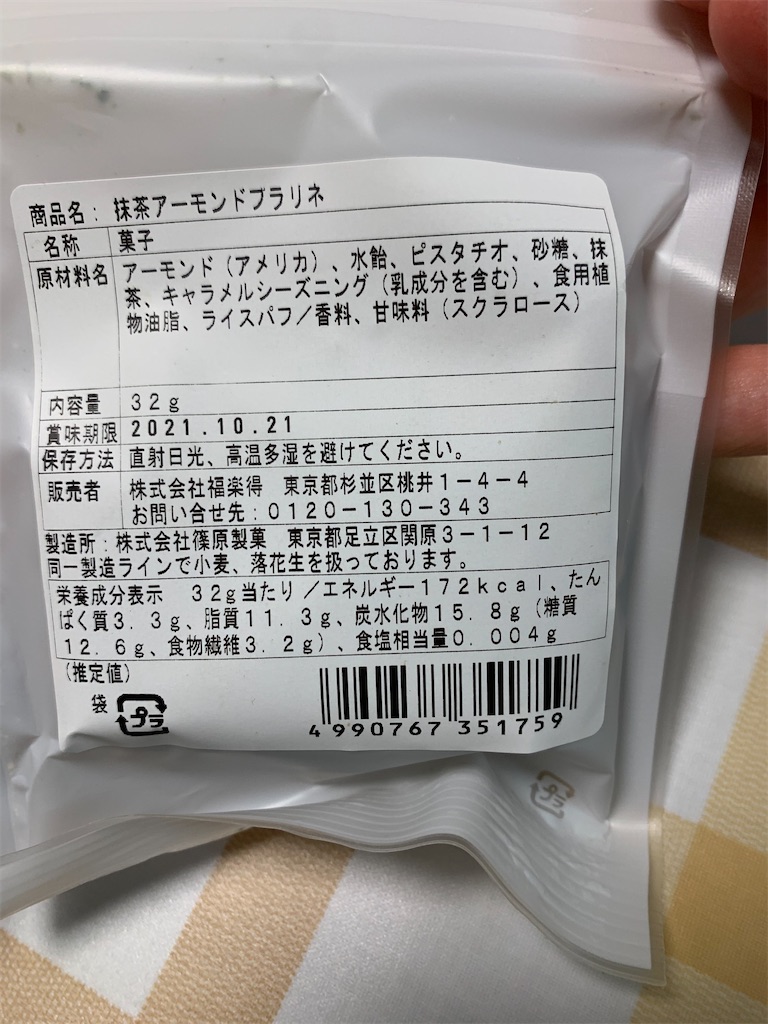 商品名：抹茶アーモンドプラリネ
名称 菓子
原材料名 アーモンド（アメリカ）、水飴、ピスタチオ、砂糖、抹
茶、キャラメルシーズニング（乳成分を含む）、食用植
物油脂、ライスパフ／香料、甘味料（スクラロース）
内容量 32g
賞味期限 2021.10.21
保存方法 直射日光、高温多湿を避けてください。
販売者 株式会社福楽得 東京都杉並区桃井1-4-4
お問い合せ先：0120-130-343
製造所：株式会社篠原製菓 東京都足立区関原3-1-12
同一製造ラインで小麦、落花生を扱っております。
栄養成分表示 32g当たり／エネルギー172kcal、たん
ぱく質3.3g、脂質11.3g、炭水化物15.8g（糖質
12.6g、食物繊維3.2g）、食塩相当量0.004g
（推定値）
袋 プラ
4 990767 351759
プラ